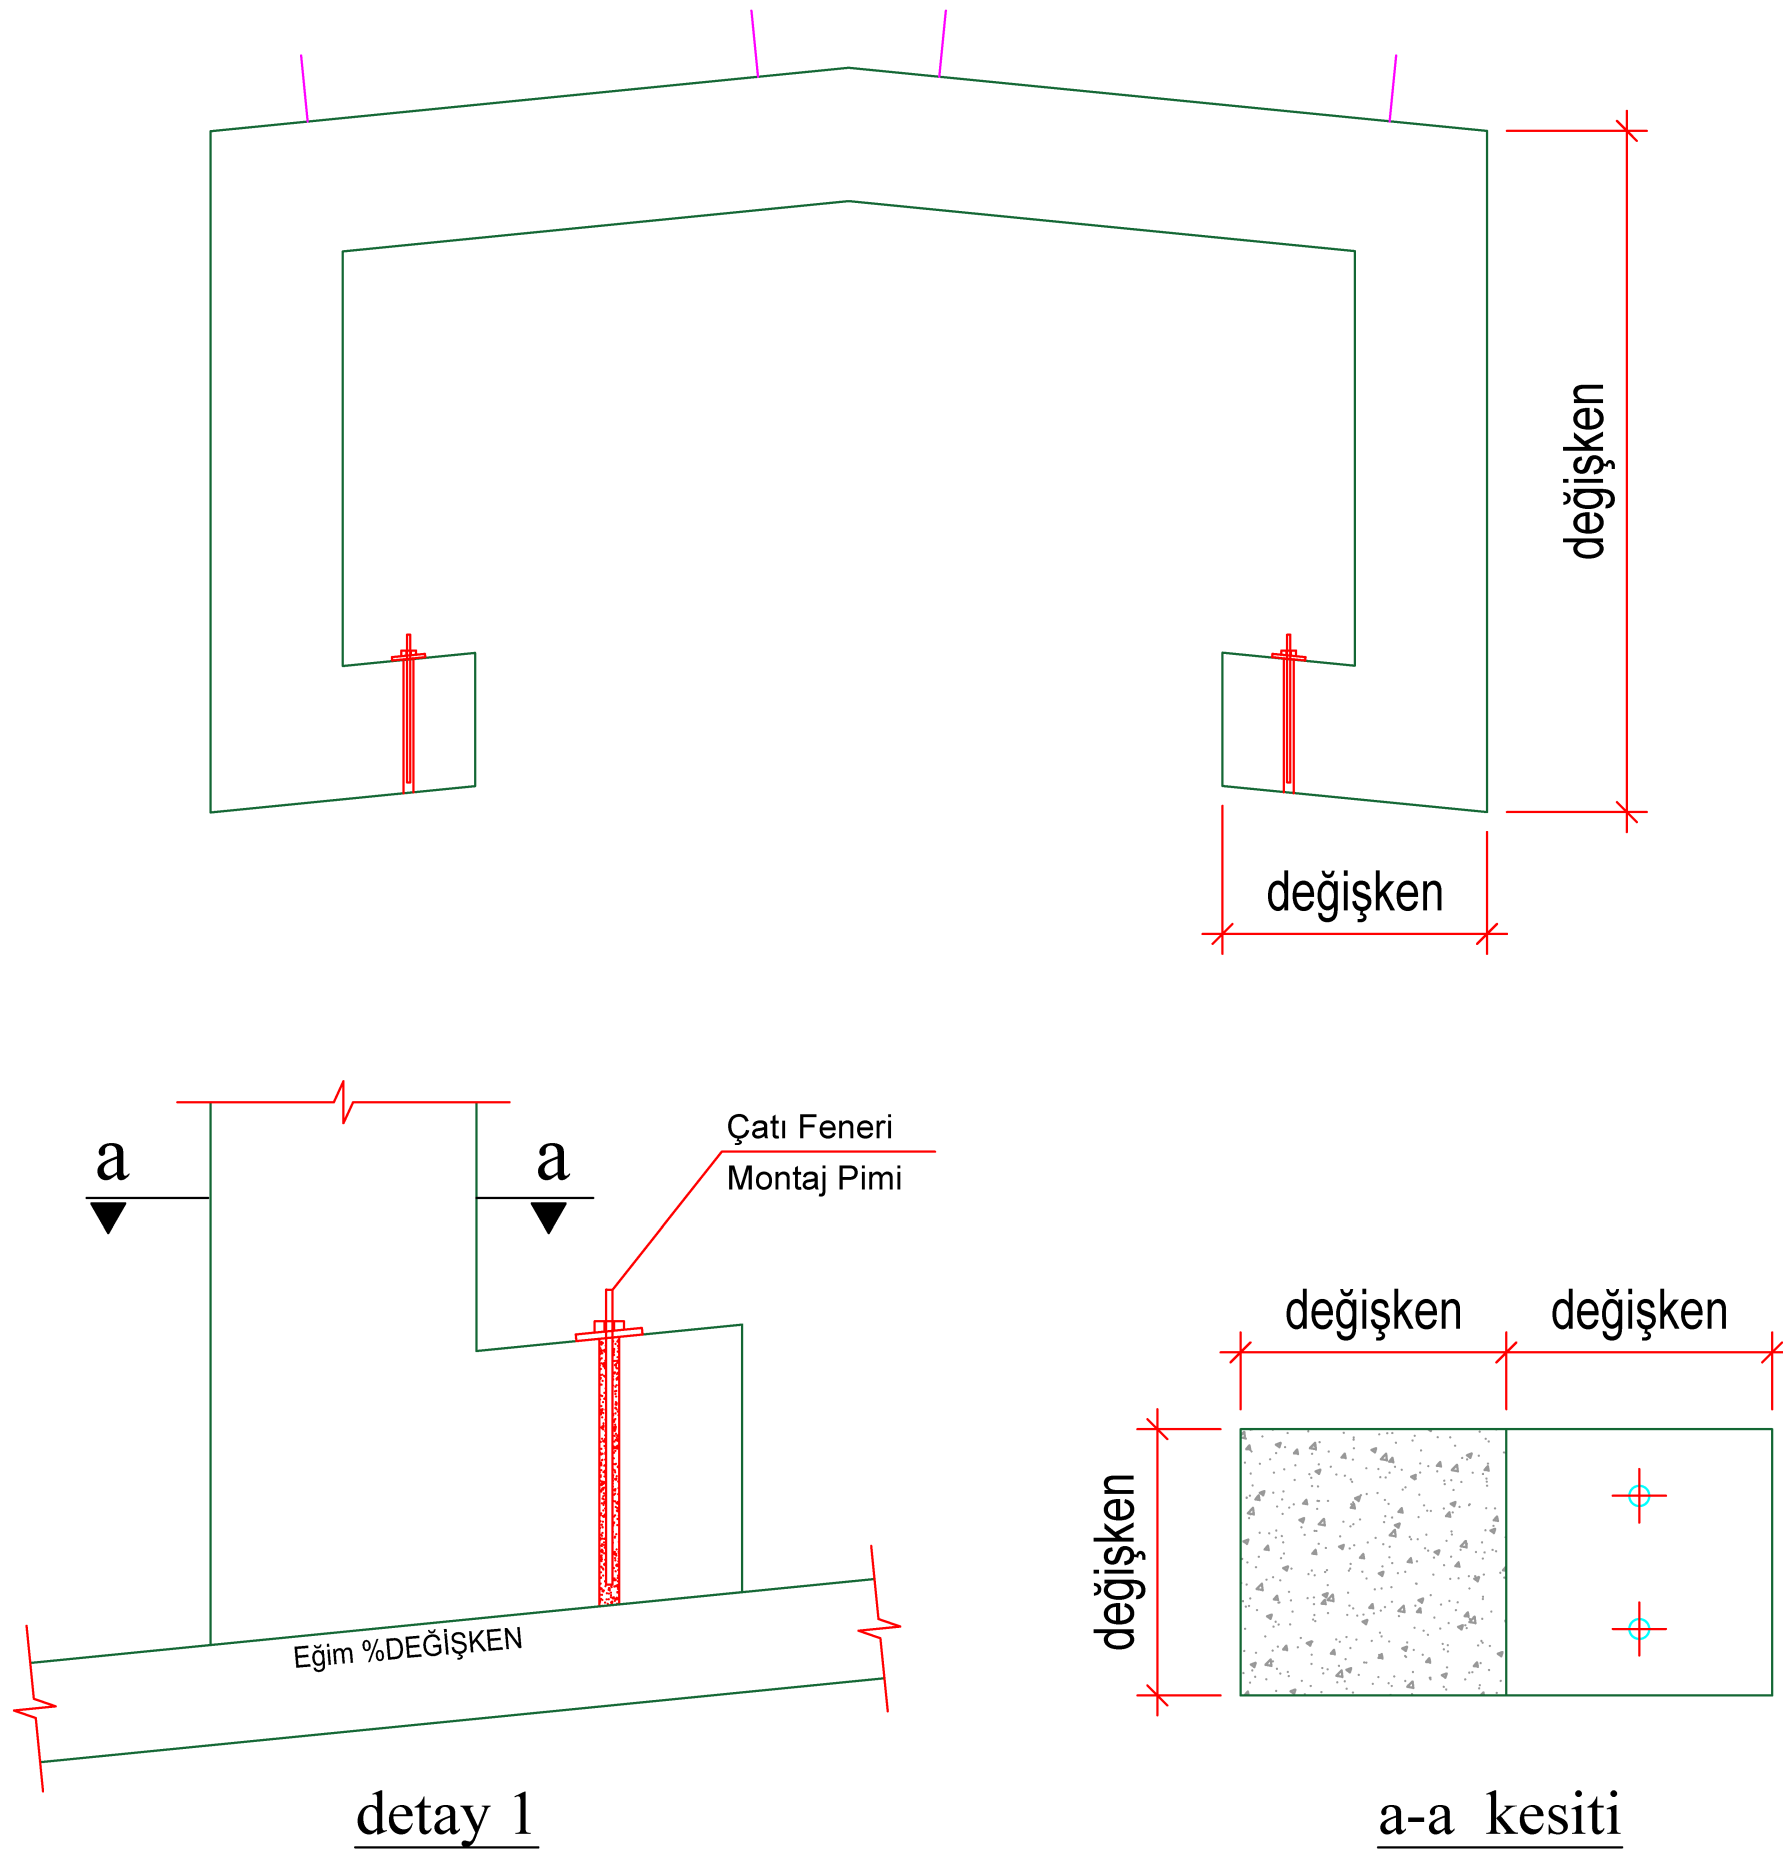 değişken
değişken
a
a
Çatı Feneri
Montaj Pimi
Eğim %DEĞİŞKEN
detay 1
değişken
değişken
değişken
a-a kesiti